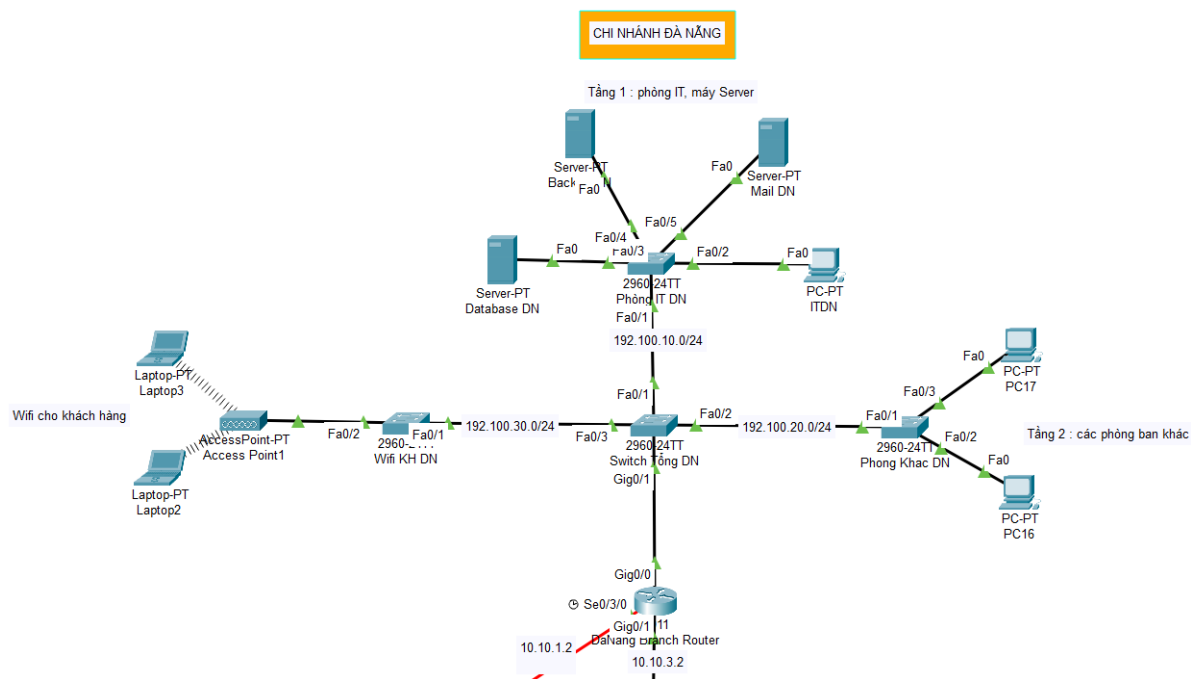 CHI NHÁNH ĐÀ NẴNG
Tầng 1 : phòng IT, máy Server
Server-PT
Back
Fa0
Fa0
Server-PT
Mail DN
Fa0/5
Fa0/4
Fa0/3
Fa0/2
Fa0
Fa0
Server-PT
Database DN
2960-24TT
Phòng IT DN
PC-PT
ITDN
Fa0/1
192.100.10.0/24
Laptop-PT
Laptop3
Wifi cho khách hàng
AccessPoint-PT
Access Point1
Laptop-PT
Laptop2
Fa0/2
Fa0/1
Wifi KH DN
192.100.30.0/24
Fa0/3
Fa0/1
Fa0/2
2960-24TT
Switch Tổng DN
Gig0/1
192.100.20.0/24
Fa0/1
Fa0/3
Fa0
PC-PT
PC17
2960-24TT
Phong Khac DN
Fa0/2
Fa0
PC-PT
PC16
Tầng 2 : các phòng ban khác
Gig0/0
Se0/3/0
Gig0/1
DaNang Branch Router
10.10.1.2
10.10.3.2